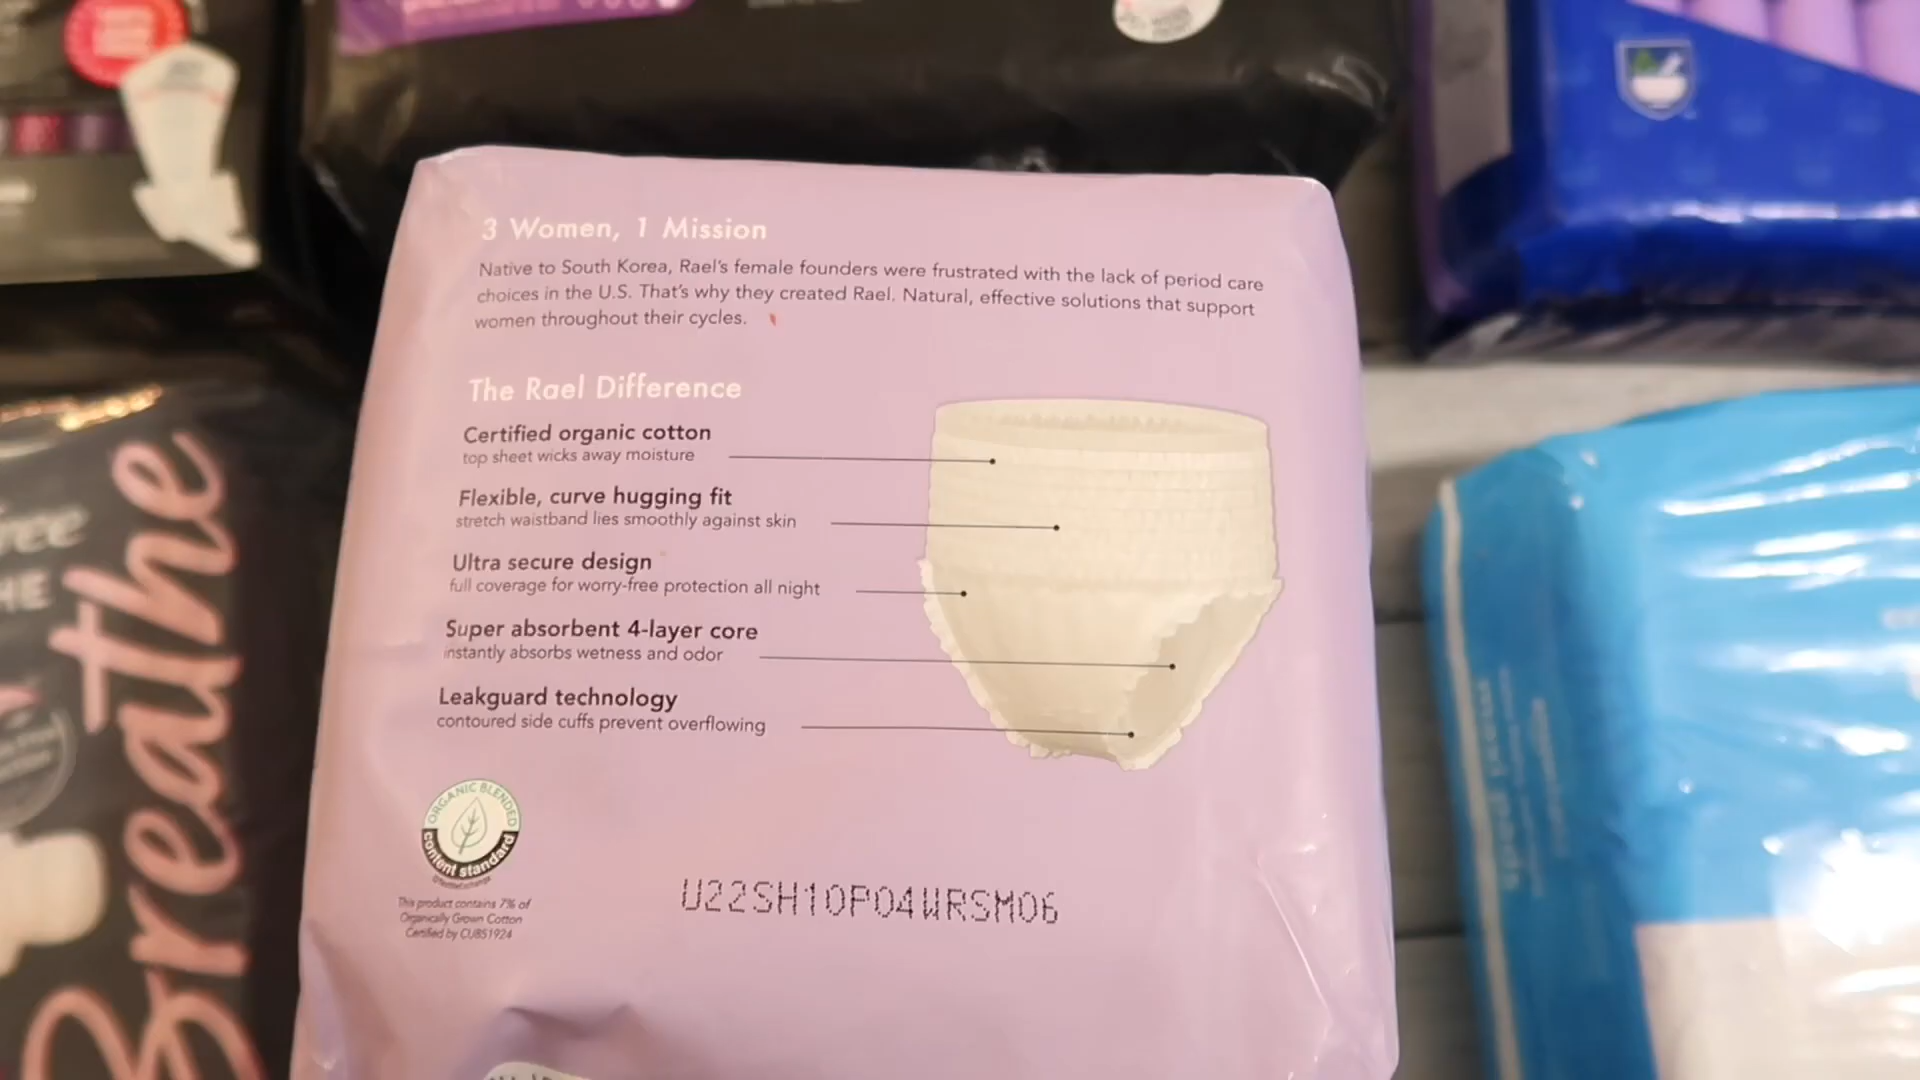 3 Women, 1 Mission
Native to South Korea, Rael's female founders were frustrated with the lack of period care
choices in the U.S. That's why they created Rael. Natural, effective solutions that support
women throughout their cycles.
The Rael Difference
Certified organic cotton
top sheet wicks away moisture
Flexible, curve hugging fit
stretch waistband lies smoothly against skin
Ultra secure design
full coverage for worry-free protection all night
Super absorbent 4-layer core
instantly absorbs wetness and odor
Leakguard technology
contoured side cuffs prevent overflowing
ORGANIC BLENDED
content standard
This product contains 7% of
Organically Grown Cotton
Certified by CU851924
U22SH10P04WRSM06
Breathe